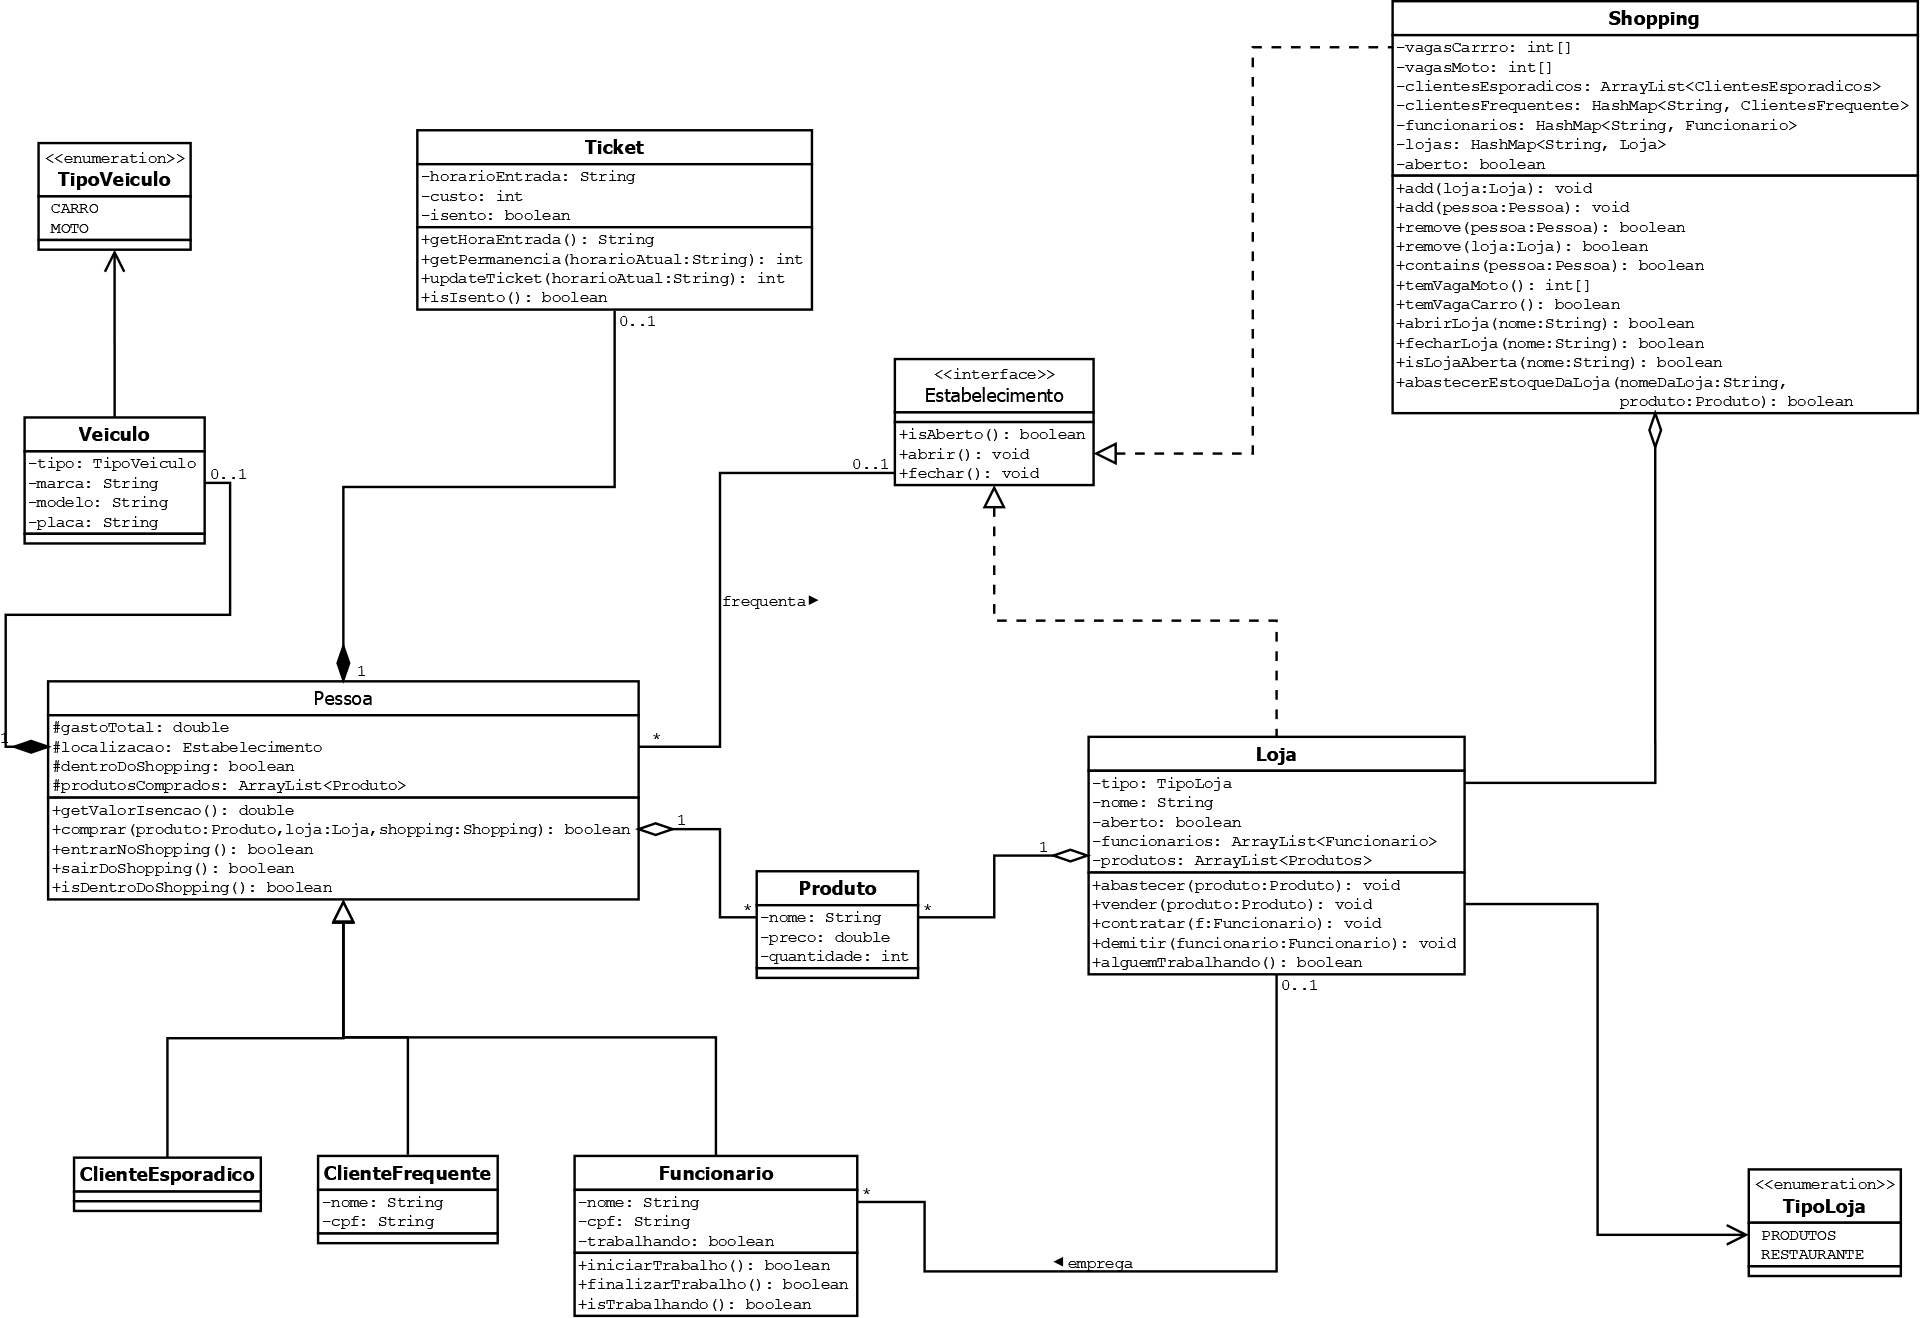 Shopping
-vagasCarrro: int[]
-vagasMoto: int[]
-clientesEsporadicos: ArrayList<ClientesEsporadicos>
-clientesFrequentes: HashMap<String, ClientesFrequente>
-funcionarios: HashMap<String, Funcionario>
-lojas: HashMap<String, Loja>
-aberto: boolean
+add(loja:Loja): void
+add(pessoa:Pessoa): void
+remove(pessoa:Pessoa): boolean
+remove(loja:Loja): boolean
+contains(pessoa:Pessoa): boolean
+temVagaMoto(): int[]
+temVagaCarro(): boolean
+abrirLoja(nome:String): boolean
+fecharLoja(nome:String): boolean
+isLojaAberta(nome:String): boolean
+abastecerEstoqueDaLoja(nomeDaLoja:String,
produto:Produto): boolean
<<enumeration>>
TipoVeiculo
CARRO
MOTO
Ticket
-horarioEntrada: String
-custo: int
-isento: boolean
+getHoraEntrada(): String
+getPermanencia(horarioAtual:String): int
+updateTicket(horarioAtual:String): int
+isIsento(): boolean
0..1
<<interface>>
Estabelecimento
+isAberto(): boolean
+abrir(): void
+fechar(): void
0..1
Veiculo
-tipo: TipoVeiculo
-marca: String
-modelo: String
-placa: String
0..1
frequenta►
1
1
*
Pessoa
#gastoTotal: double
#localizacao: Estabelecimento
#dentroDoShopping: boolean
#produtosComprados: ArrayList<Produto>
+getValorIsencao(): double
+comprar(produto:Produto,loja:Loja,shopping:Shopping): boolean
+entrarNoShopping(): boolean
+sairDoShopping(): boolean
+isDentroDoShopping(): boolean
1
*
Produto
-nome: String
-preco: double
-quantidade: int
*
1
Loja
-tipo: TipoLoja
-nome: String
-aberto: boolean
-funcionarios: ArrayList<Funcionario>
-produtos: ArrayList<Produtos>
+abastecer(produto:Produto): void
+vender(produto:Produto): void
+contratar(f:Funcionario): void
+demitir(funcionario:Funcionario): void
+alguemTrabalhando(): boolean
0..1
ClienteEsporadico
ClienteFrequente
-nome: String
-cpf: String
Funcionario
-nome: String
-cpf: String
-trabalhando: boolean
+iniciarTrabalho(): boolean
+finalizarTrabalho(): boolean
+isTrabalhando(): boolean
*
◄ emprega
<<enumeration>>
TipoLoja
PRODUTOS
RESTAURANTE